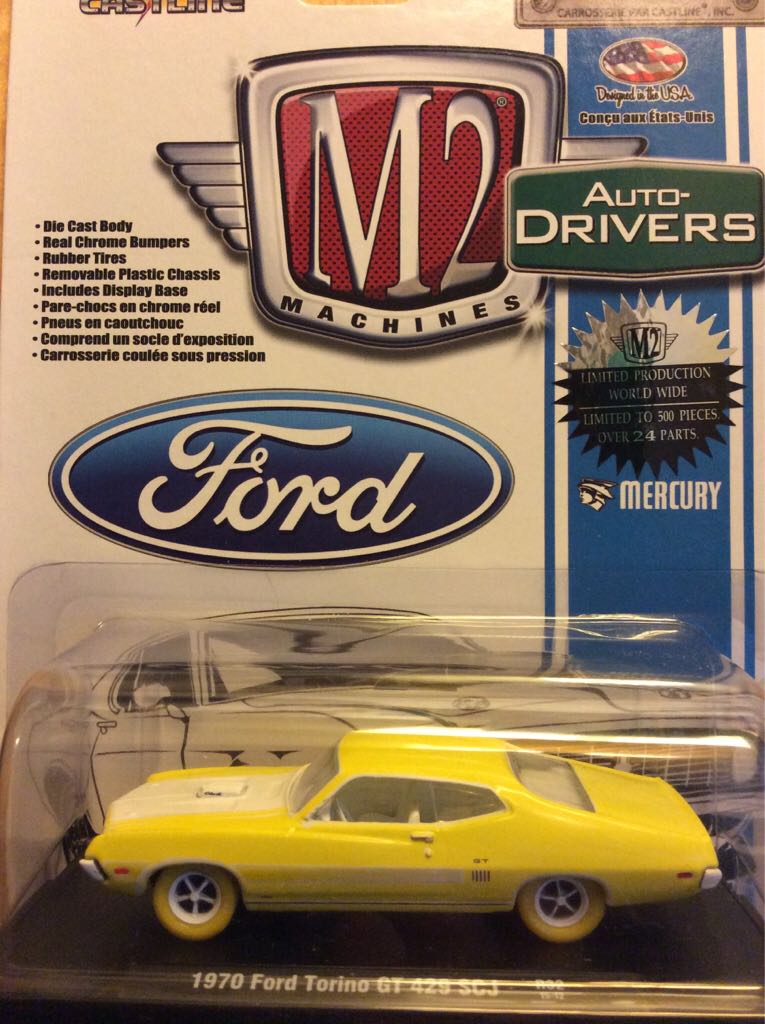 CASTLINE
CARROSSERIE PAR CASTLINE®, INC.
Designed in the U.S.A.
Conçu aux États-Unis
M2®
MACHINES
AUTO-
DRIVERS
• Die Cast Body
• Real Chrome Bumpers
• Rubber Tires
• Removable Plastic Chassis
• Includes Display Base
• Pare-chocs en chrome réel
• Pneus en caoutchouc
• Comprend un socle d'exposition
• Carrosserie coulée sous pression
M2
LIMITED PRODUCTION
WORLD WIDE
LIMITED TO 500 PIECES.
OVER 24 PARTS.
Ford
MERCURY
GT
1970 Ford Torino GT 429 SCJ